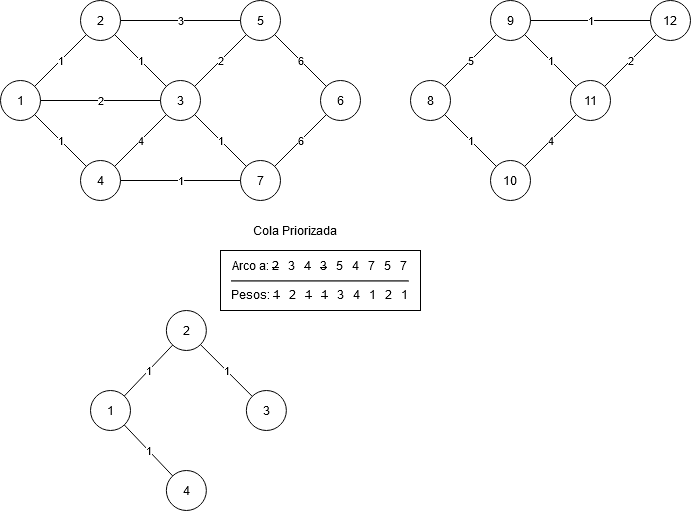 2 3 5 9 1 12
1 1 6 5 1 2
2
1 2 3 6 8 11
1 4 1 6 1 4
4 1 7 10
Cola Priorizada
Arco a: 2 3 4 3 5 4 7 5 7
Pesos: 1 2 1 1 3 4 1 2 1
2
1 1
1 3
1
4